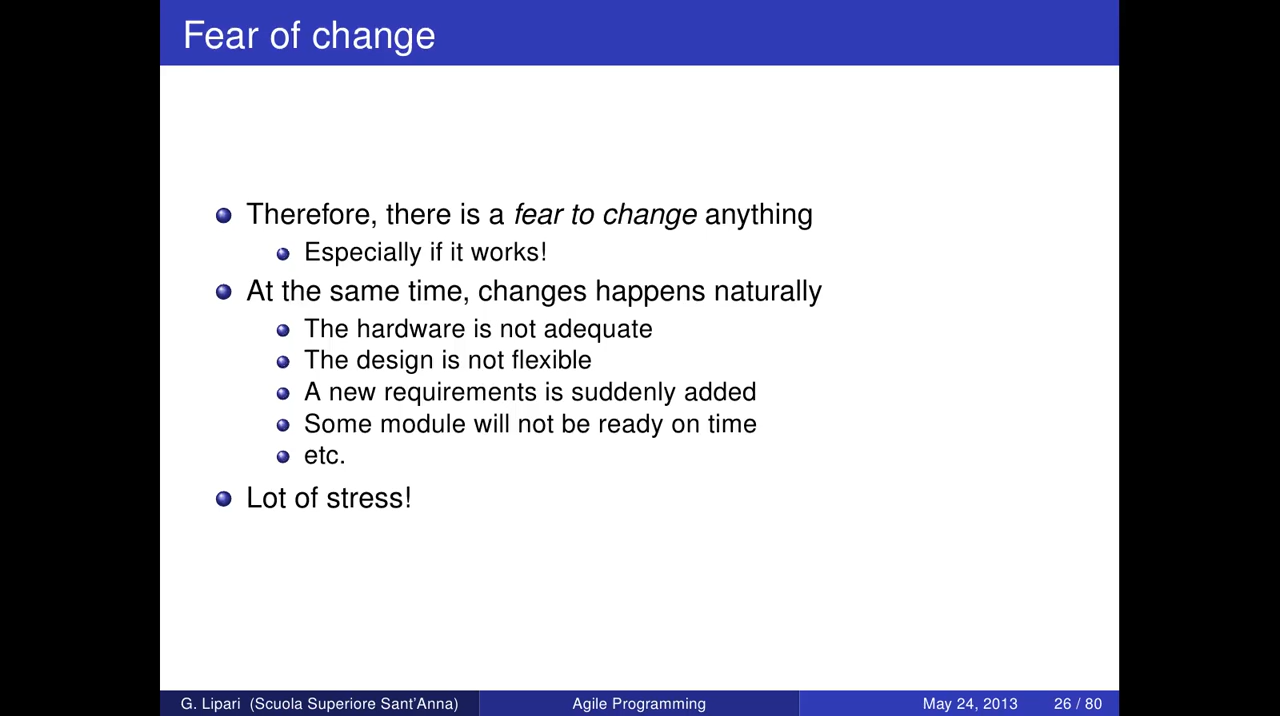 Fear of change
Therefore, there is a fear to change anything
Especially if it works!
At the same time, changes happens naturally
The hardware is not adequate
The design is not flexible
A new requirements is suddenly added
Some module will not be ready on time
etc.
Lot of stress!
G. Lipari (Scuola Superiore Sant'Anna) Agile Programming May 24, 2013 26 / 80